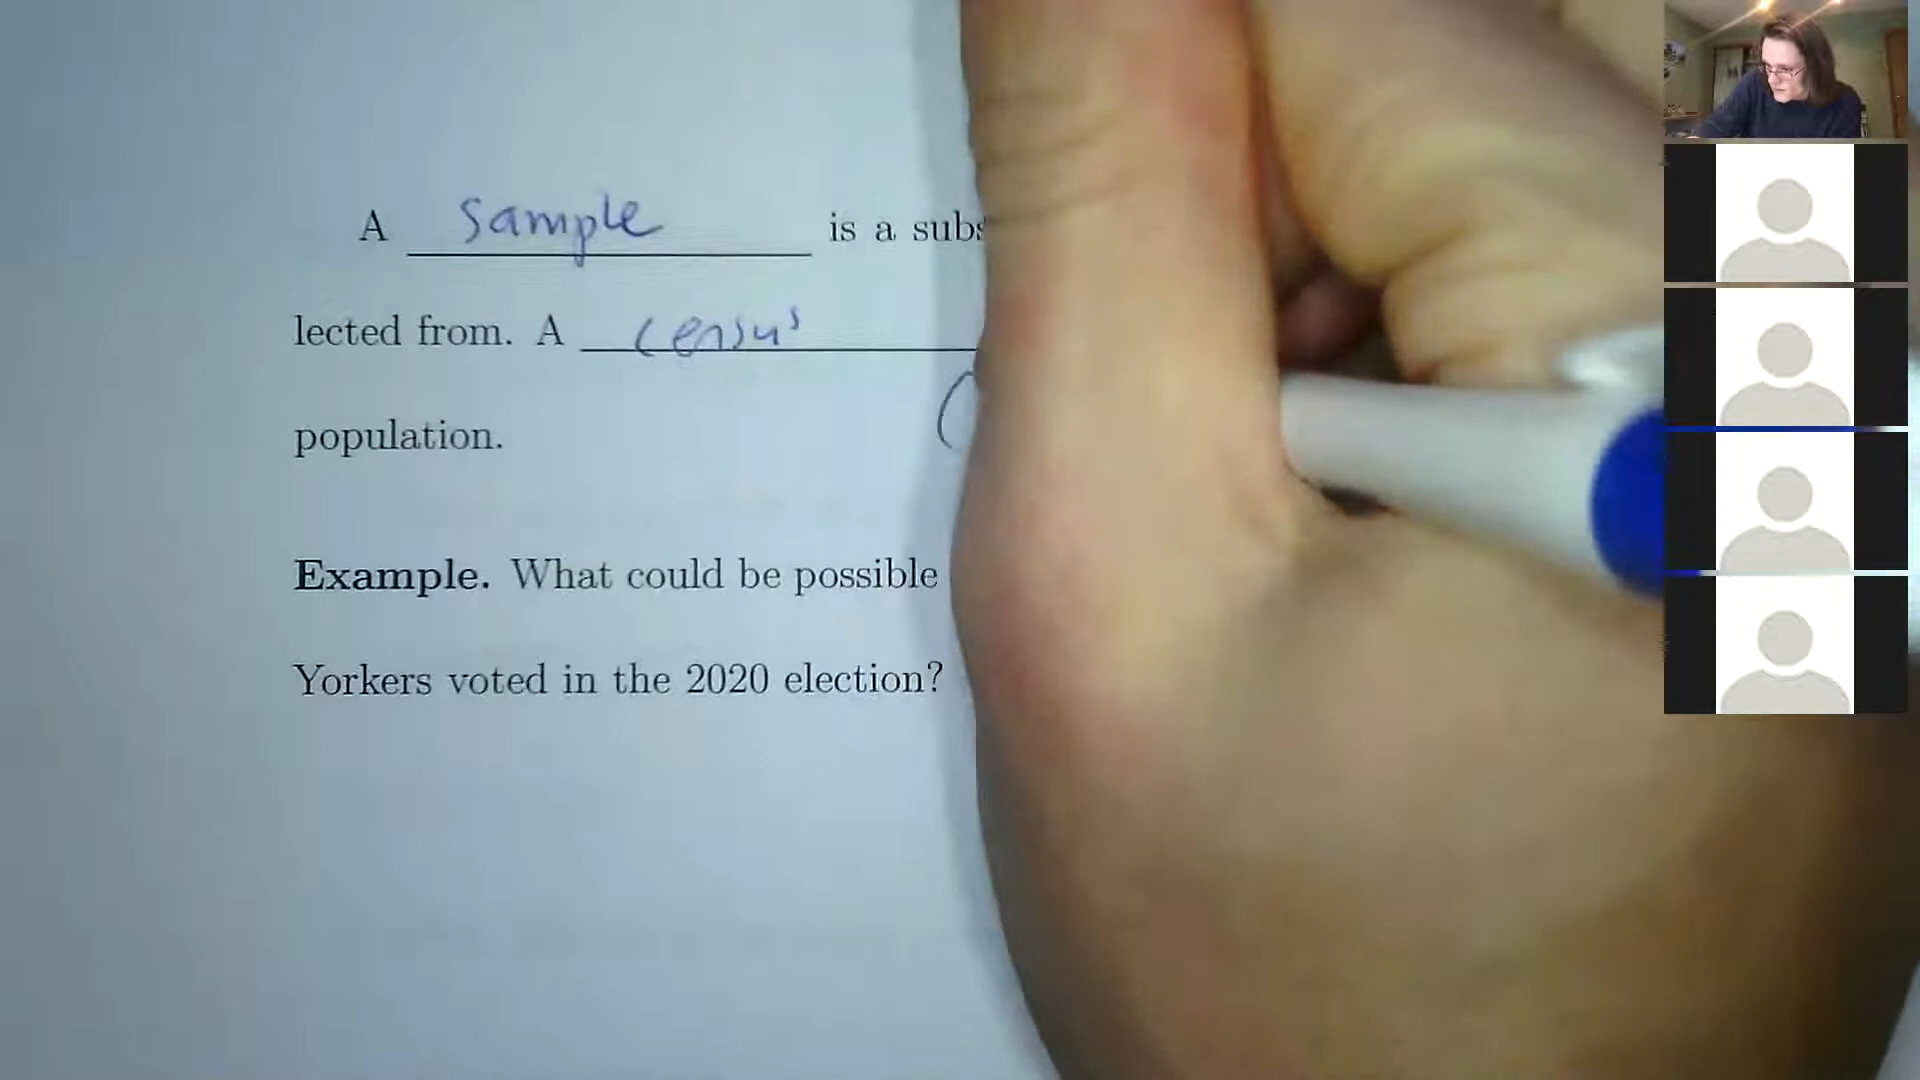 A sample is a subs
lected from. A census
population.
Example. What could be possible
Yorkers voted in the 2020 election?